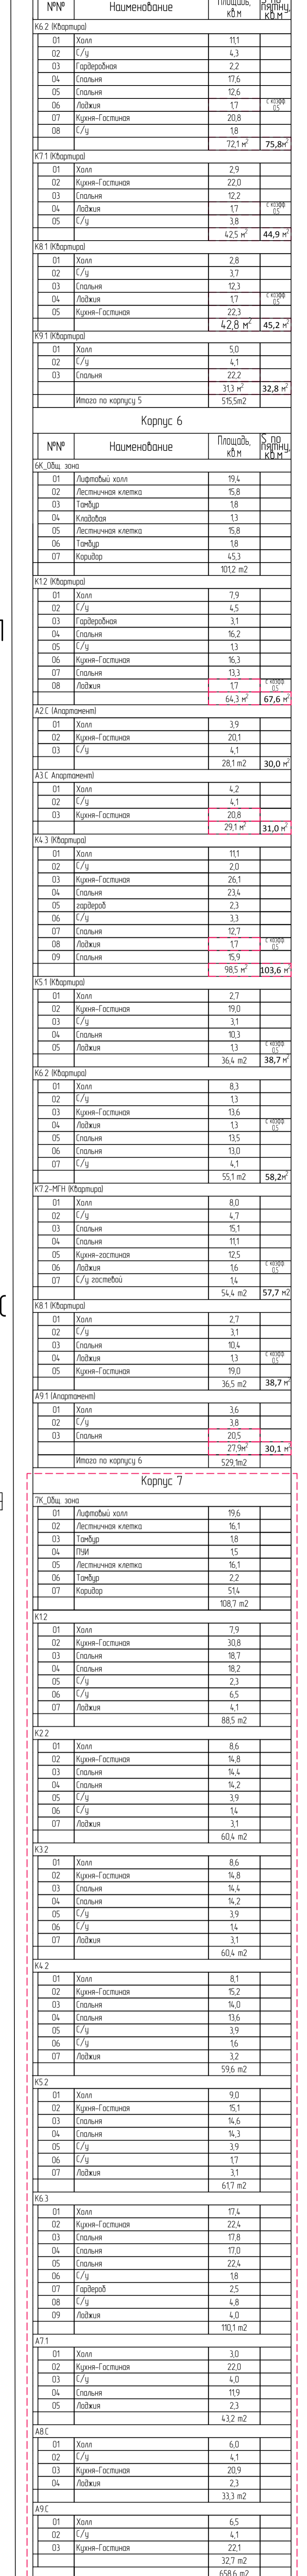 №№ Наименование Площадь, кв.м S по пятну, кв.м
К6.2 (Квартира)
01 Холл 11,1
02 С/у 4,3
03 Гардеробная 2,2
04 Спальня 17,6
05 Спальня 12,6
06 Лоджия 1,7 с коэфф 0.5
07 Кухня-Гостиная 20,8
08 С/у 1,8
72,1 м² 75,8м²
К7.1 (Квартира)
01 Холл 2,9
02 Кухня-Гостиная 22,0
03 Спальня 12,2
04 Лоджия 1,7 с коэфф 0.5
05 С/у 3,8
42,5 м² 44,9 м²
К8.1 (Квартира)
01 Холл 2,8
02 С/у 3,7
03 Спальня 12,3
04 Лоджия 1,7 с коэфф 0.5
05 Кухня-Гостиная 22,3
42,8 м² 45,2 м²
К9.1 (Квартира)
01 Холл 5,0
02 С/у 4,1
03 Спальня 22,2
31,3 м² 32,8 м²
Итого по корпусу 5 515,5m2
Корпус 6
№№ Наименование Площадь, кв.м S по пятну, кв.м
6К_Общ. зона
01 Лифтовый холл 19,4
02 Лестничная клетка 15,8
03 Тамбур 1,8
04 Кладовая 1,3
05 Лестничная клетка 15,8
06 Тамбур 1,8
07 Коридор 45,3
101,2 m2
К1.2 (Квартира)
01 Холл 7,9
02 С/у 4,5
03 Гардеробная 3,1
04 Спальня 16,2
05 С/у 1,3
06 Кухня-Гостиная 16,3
07 Спальня 13,3
08 Лоджия 1,7 с коэфф 0.5
64,3 м² 67,6 м²
А2.С (Апартамент)
01 Холл 3,9
02 Кухня-Гостиная 20,1
03 С/у 4,1
28,1 m2 30,0 м²
А3.С Апартамент)
01 Холл 4,2
02 С/у 4,1
03 Кухня-Гостиная 20,8
29,1 м² 31,0 м²
К4.3 (Квартира)
01 Холл 11,1
02 С/у 2,0
03 Кухня-Гостиная 26,1
04 Спальня 23,4
05 гардероб 2,3
06 С/у 3,3
07 Спальня 12,7
08 Лоджия 1,7 с коэфф 0.5
09 Спальня 15,9
98,5 м² 103,6 м²
К5.1 (Квартира)
01 Холл 2,7
02 Кухня-Гостиная 19,0
03 С/у 3,1
04 Спальня 10,3
05 Лоджия 1,3 с коэфф 0.5
36,4 m2 38,7 м²
К6.2 (Квартира)
01 Холл 8,3
02 С/у 1,3
03 Кухня-Гостиная 13,6
04 Лоджия 1,3 с коэфф 0.5
05 Спальня 13,5
06 Спальня 13,0
07 С/у 4,1
55,1 m2 58,2м²
К7.2-МГН (Квартира)
01 Холл 8,0
02 С/у 4,7
03 Спальня 15,1
04 Спальня 11,1
05 Кухня-гостиная 12,5
06 Лоджия 1,6 с коэфф 0.5
07 С/у гостевой 1,4
54,4 m2 57,7 м2
К8.1 (Квартира)
01 Холл 2,7
02 С/у 3,1
03 Спальня 10,4
04 Лоджия 1,3 с коэфф 0.5
05 Кухня-Гостиная 19,0
36,5 m2 38,7 м²
А9.1 (Апартамент)
01 Холл 3,6
02 С/у 3,8
03 Спальня 20,5
27,9м² 30,1 м²
Итого по корпусу 6 529,1m2
Корпус 7
7К_Общ. зона
01 Лифтовый холл 19,6
02 Лестничная клетка 16,1
03 Тамбур 1,8
04 ПУИ 1,5
05 Лестничная клетка 16,1
06 Тамбур 2,2
07 Коридор 51,4
108,7 m2
К1.2
01 Холл 7,9
02 Кухня-Гостиная 30,8
03 Спальня 18,7
04 Спальня 18,2
05 С/у 2,3
06 С/у 6,5
07 Лоджия 4,1
88,5 m2
К2.2
01 Холл 8,6
02 Кухня-Гостиная 14,8
03 Спальня 14,4
04 Спальня 14,2
05 С/у 3,9
06 С/у 1,4
07 Лоджия 3,1
60,4 m2
К3.2
01 Холл 8,6
02 Кухня-Гостиная 14,8
03 Спальня 14,4
04 Спальня 14,2
05 С/у 3,9
06 С/у 1,4
07 Лоджия 3,1
60,4 m2
К4.2
01 Холл 8,1
02 Кухня-Гостиная 15,2
03 Спальня 14,0
04 Спальня 13,6
05 С/у 3,9
06 С/у 1,6
07 Лоджия 3,2
59,6 m2
К5.2
01 Холл 9,0
02 Кухня-Гостиная 15,1
03 Спальня 14,6
04 Спальня 14,3
05 С/у 3,9
06 С/у 1,7
07 Лоджия 3,1
61,7 m2
К6.3
01 Холл 17,4
02 Кухня-Гостиная 22,4
03 Спальня 17,8
04 Спальня 17,0
05 Спальня 22,4
06 С/у 1,8
07 Гардероб 2,5
08 С/у 4,8
09 Лоджия 4,0
110,1 m2
А7.1
01 Холл 3,0
02 Кухня-Гостиная 22,0
03 С/у 4,0
04 Спальня 11,9
05 Лоджия 2,3
43,2 m2
А8.С
01 Холл 6,0
02 С/у 4,1
03 Кухня-Гостиная 20,9
04 Лоджия 2,3
33,3 m2
А9.С
01 Холл 6,5
02 С/у 4,1
03 Кухня-Гостиная 22,1
32,7 m2
658,6 m2